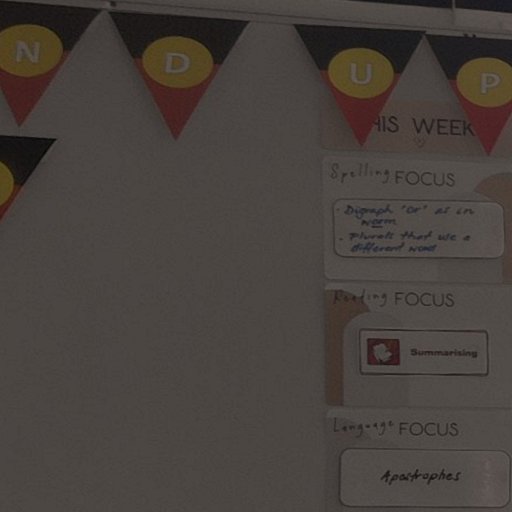 N D U P
THIS WEEK
Spelling FOCUS
• Digraph "or" as in
worm
• Plurals that use a
different word
Reading FOCUS
Summarising
Language FOCUS
Apostrophes